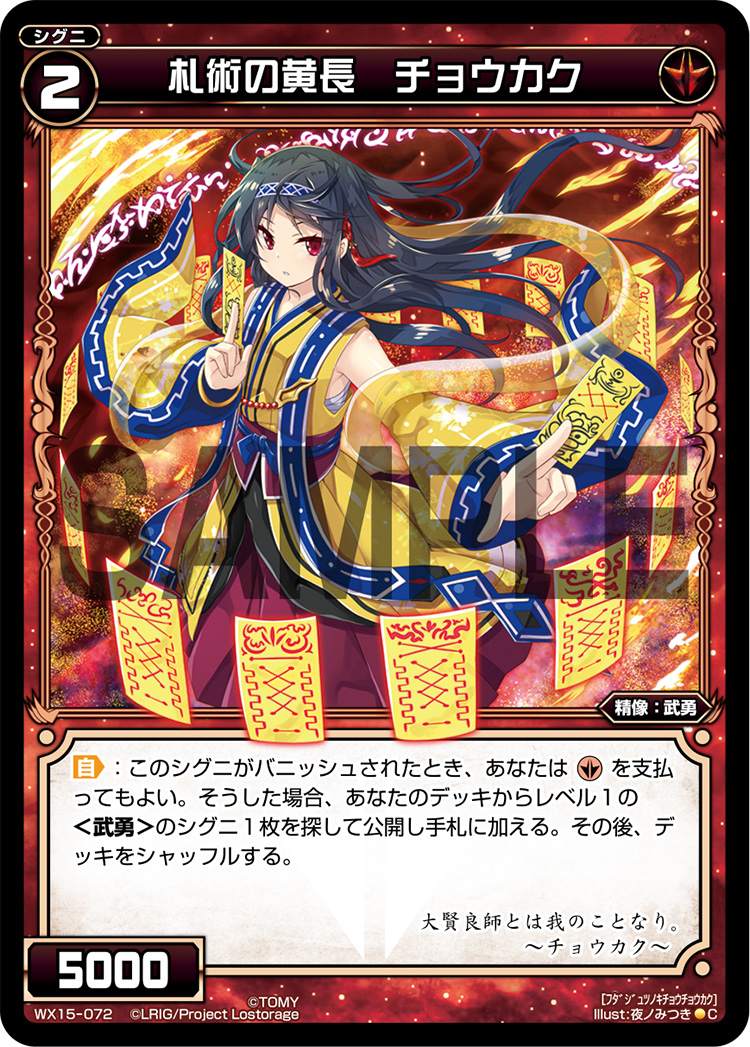 シグニ
2
札術の黄長　チョウカク
SAMPLE
精像：武勇
自：このシグニがバニッシュされたとき、あなたは を支払
ってもよい。そうした場合、あなたのデッキからレベル１の
＜武勇＞のシグニ１枚を探して公開し手札に加える。その後、デ
ッキをシャッフルする。
大賢良師とは我のことなり。
～チョウカク～
5000
WX15-072 ©LRIG/Project Lostorage
©TOMY
[フダジュツノキチョウチョウカク]
Illust:夜ノみつき C